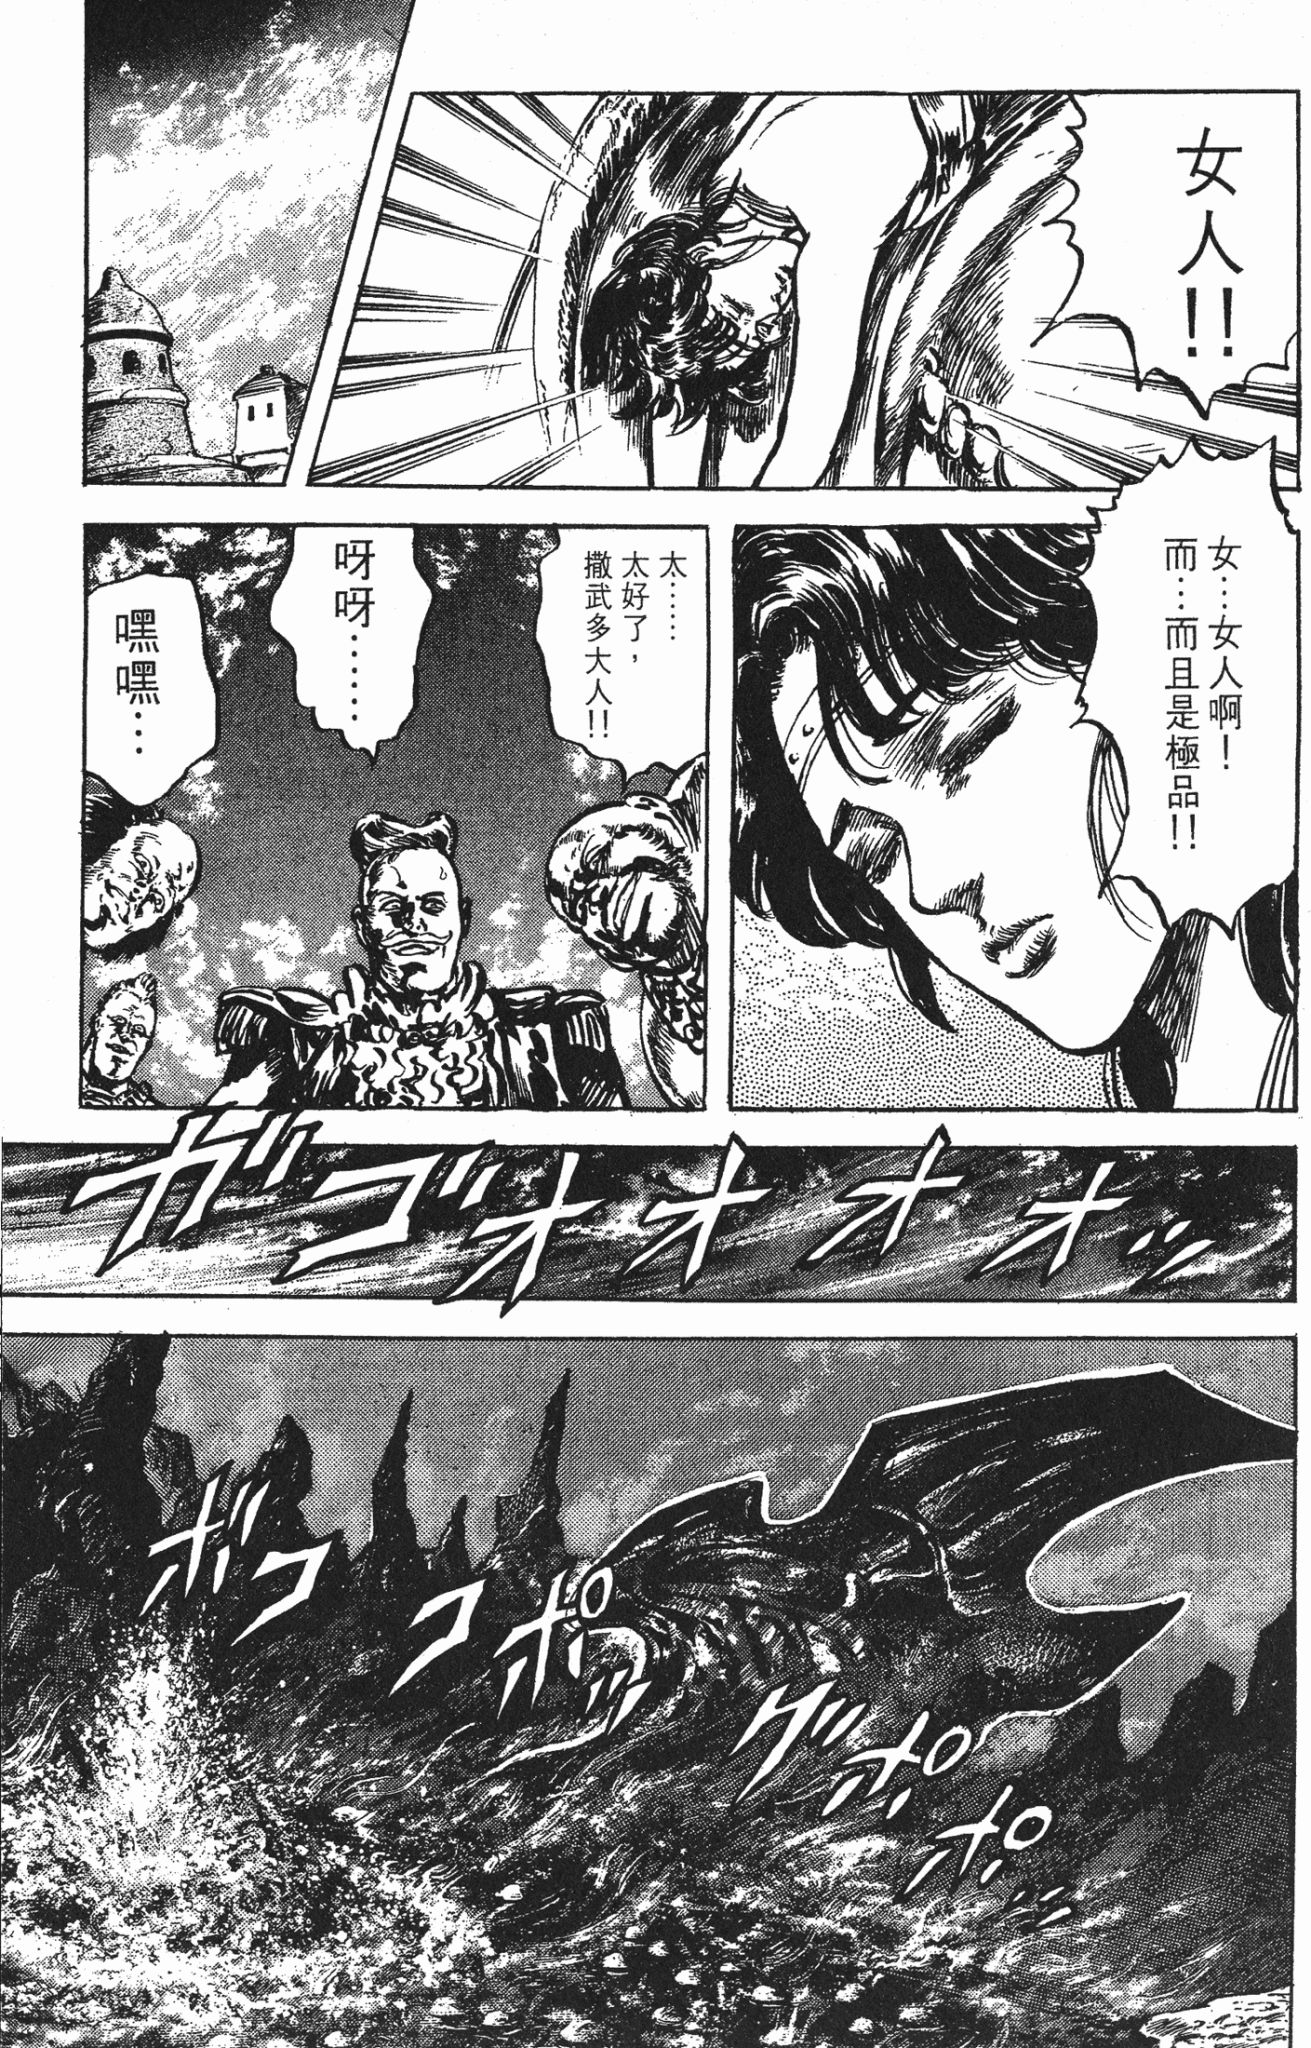 女人!!
女…女人啊！
而…而且是極品!!
太……
太好了，
撒武多大人!!
呀呀……
嘿嘿…
ガゴオオオオッ
ボコ
コポッ
グッ
ポポッ